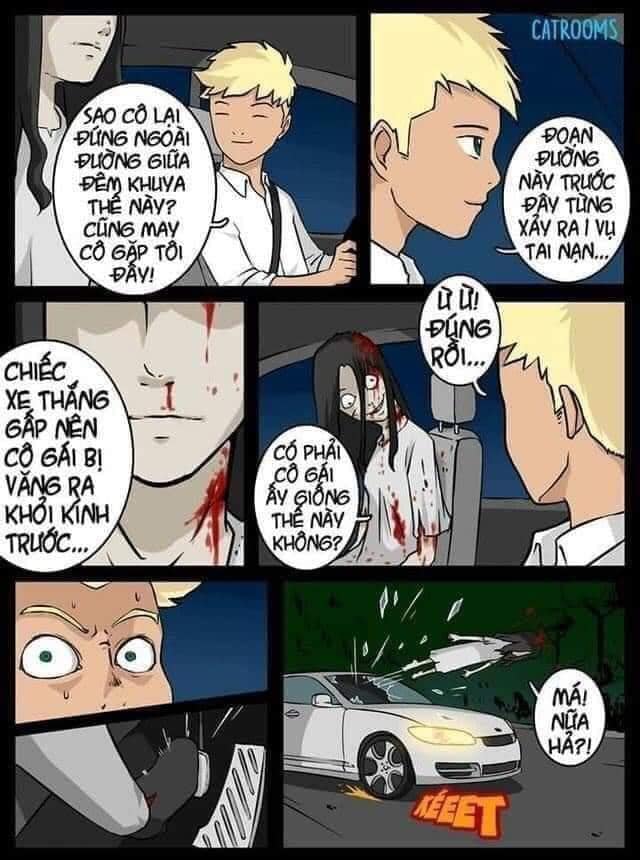 CATROOMS
SAO CÔ LẠI
ĐỨNG NGOÀI
ĐƯỜNG GIỮA
ĐÊM KHUYA
THẾ NÀY?
CŨNG MAY
CÔ GẶP TÔI
ĐẤY!
ĐOẠN
ĐƯỜNG
NÀY TRƯỚC
ĐÂY TỪNG
XẢY RA 1 VỤ
TAI NẠN...
CHIẾC
XE THẮNG
GẤP NÊN
CÔ GÁI BỊ
VĂNG RA
KHỎI KÍNH
TRƯỚC...
Ừ Ừ!
ĐÚNG
RỒI...
CÓ PHẢI
CÔ GÁI
ẤY GIỐNG
THẾ NÀY
KHÔNG?
MÁ!
NỮA
HẢ?!
KÉEET